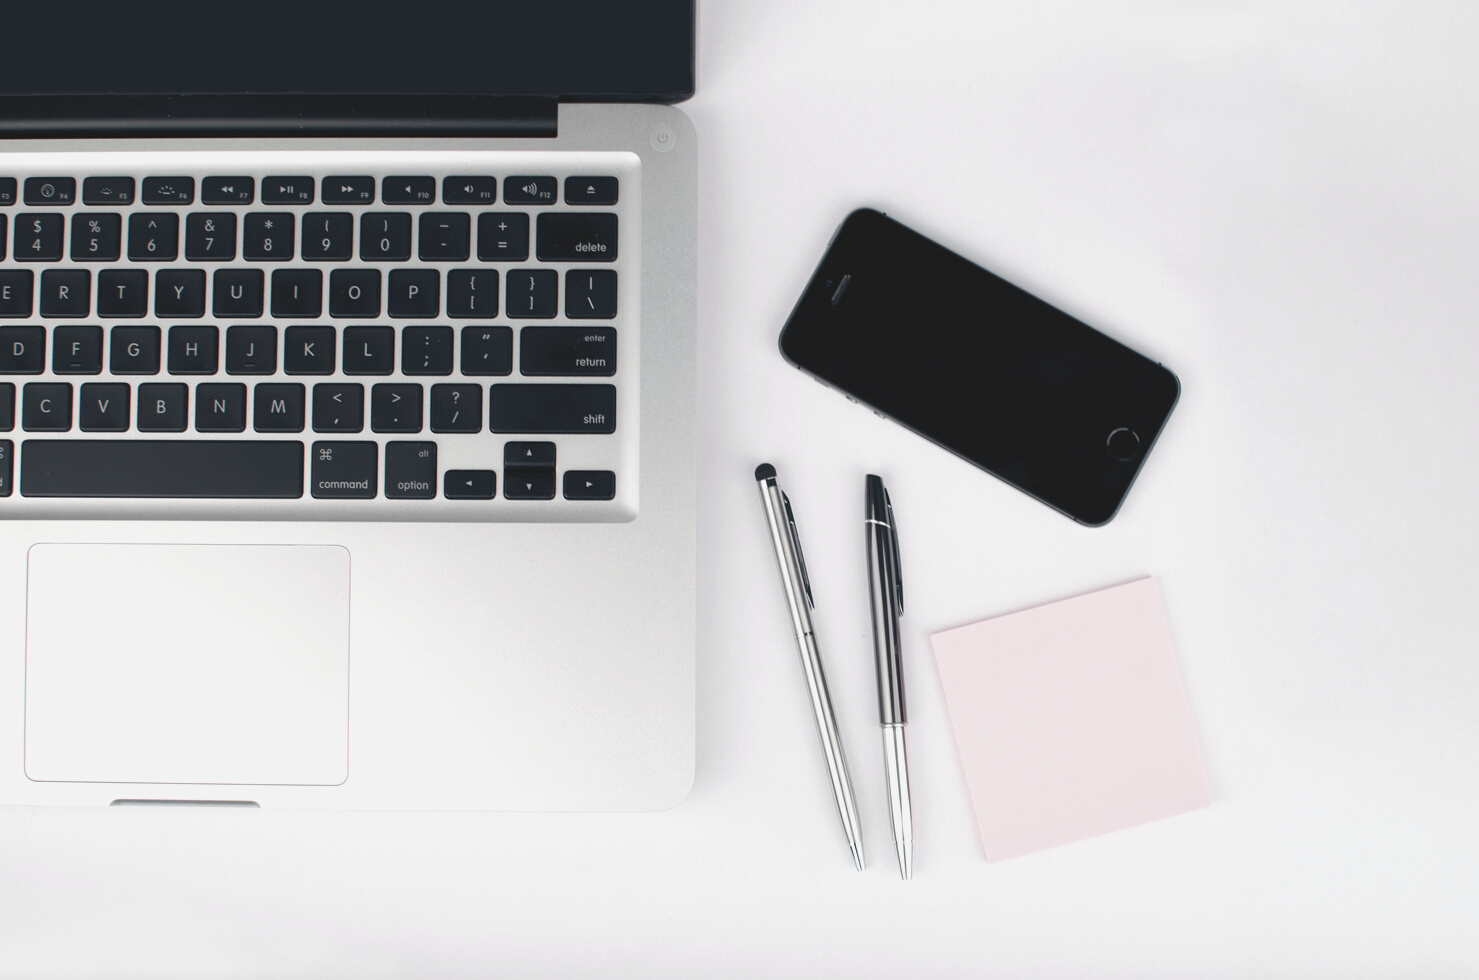 F3 F4 F5 F6 F7 F8 F9 F10 F11 F12
$ % ^ & * ( ) – +
4 5 6 7 8 9 0 - = delete
E R T Y U I O P { [ } ] | \
enter
D F G H J K L : ; " ' return
C V B N M < , > . ? / shift
⌘ alt
d command option